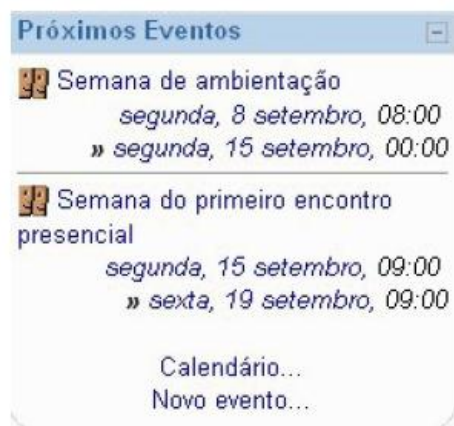 Próximos Eventos
Semana de ambientação
segunda, 8 setembro, 08:00
» segunda, 15 setembro, 00:00
Semana do primeiro encontro
presencial
segunda, 15 setembro, 09:00
» sexta, 19 setembro, 09:00
Calendário...
Novo evento...